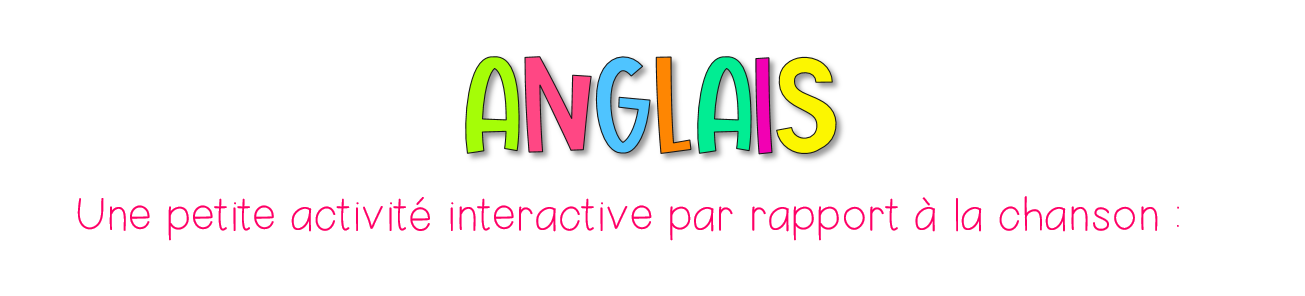 ANGLAIS
Une petite activité interactive par rapport à la chanson :